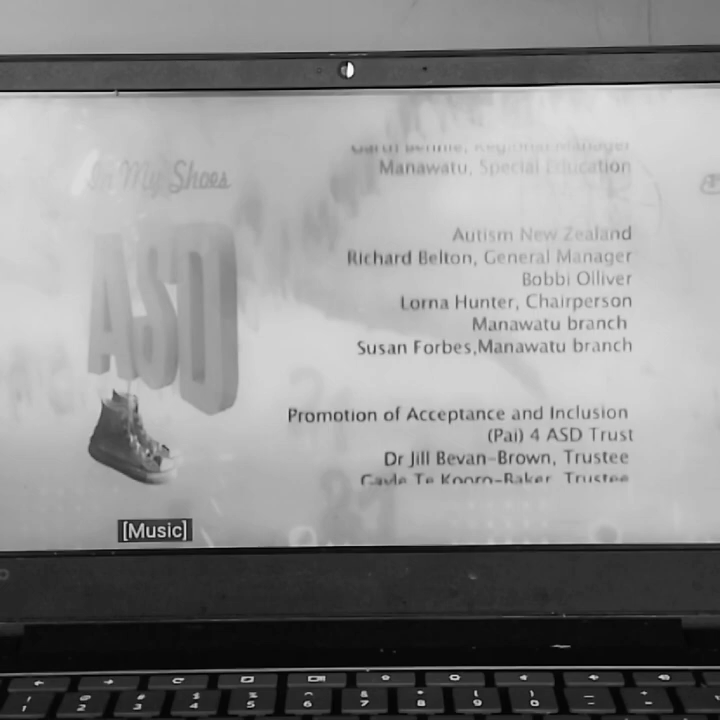 In My Shoes
ASD
Manawatu, Special Education
Autism New Zealand
Richard Belton, General Manager
Bobbi Olliver
Lorna Hunter, Chairperson
Manawatu branch
Susan Forbes,Manawatu branch
Promotion of Acceptance and Inclusion
(Pai) 4 ASD Trust
Dr Jill Bevan-Brown, Trustee
Trustee
[Music]